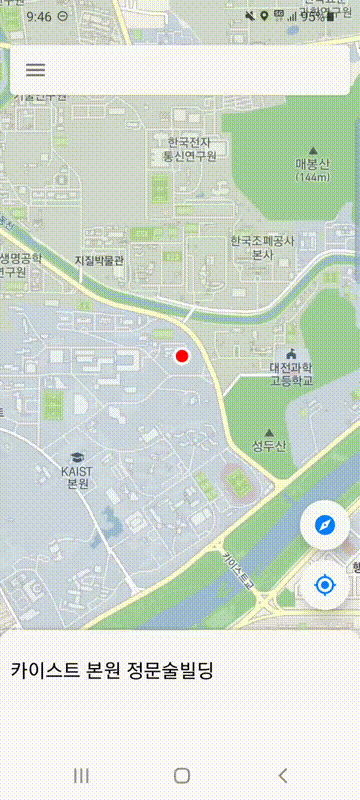 9:46
95%
한국전자
통신연구원
매봉산
(144m)
한국조폐공사
본사
지질박물관
생명공학
연구원
대전과학
고등학교
성두산
KAIST
본원
카이스트교
카이스트 본원 정문술빌딩